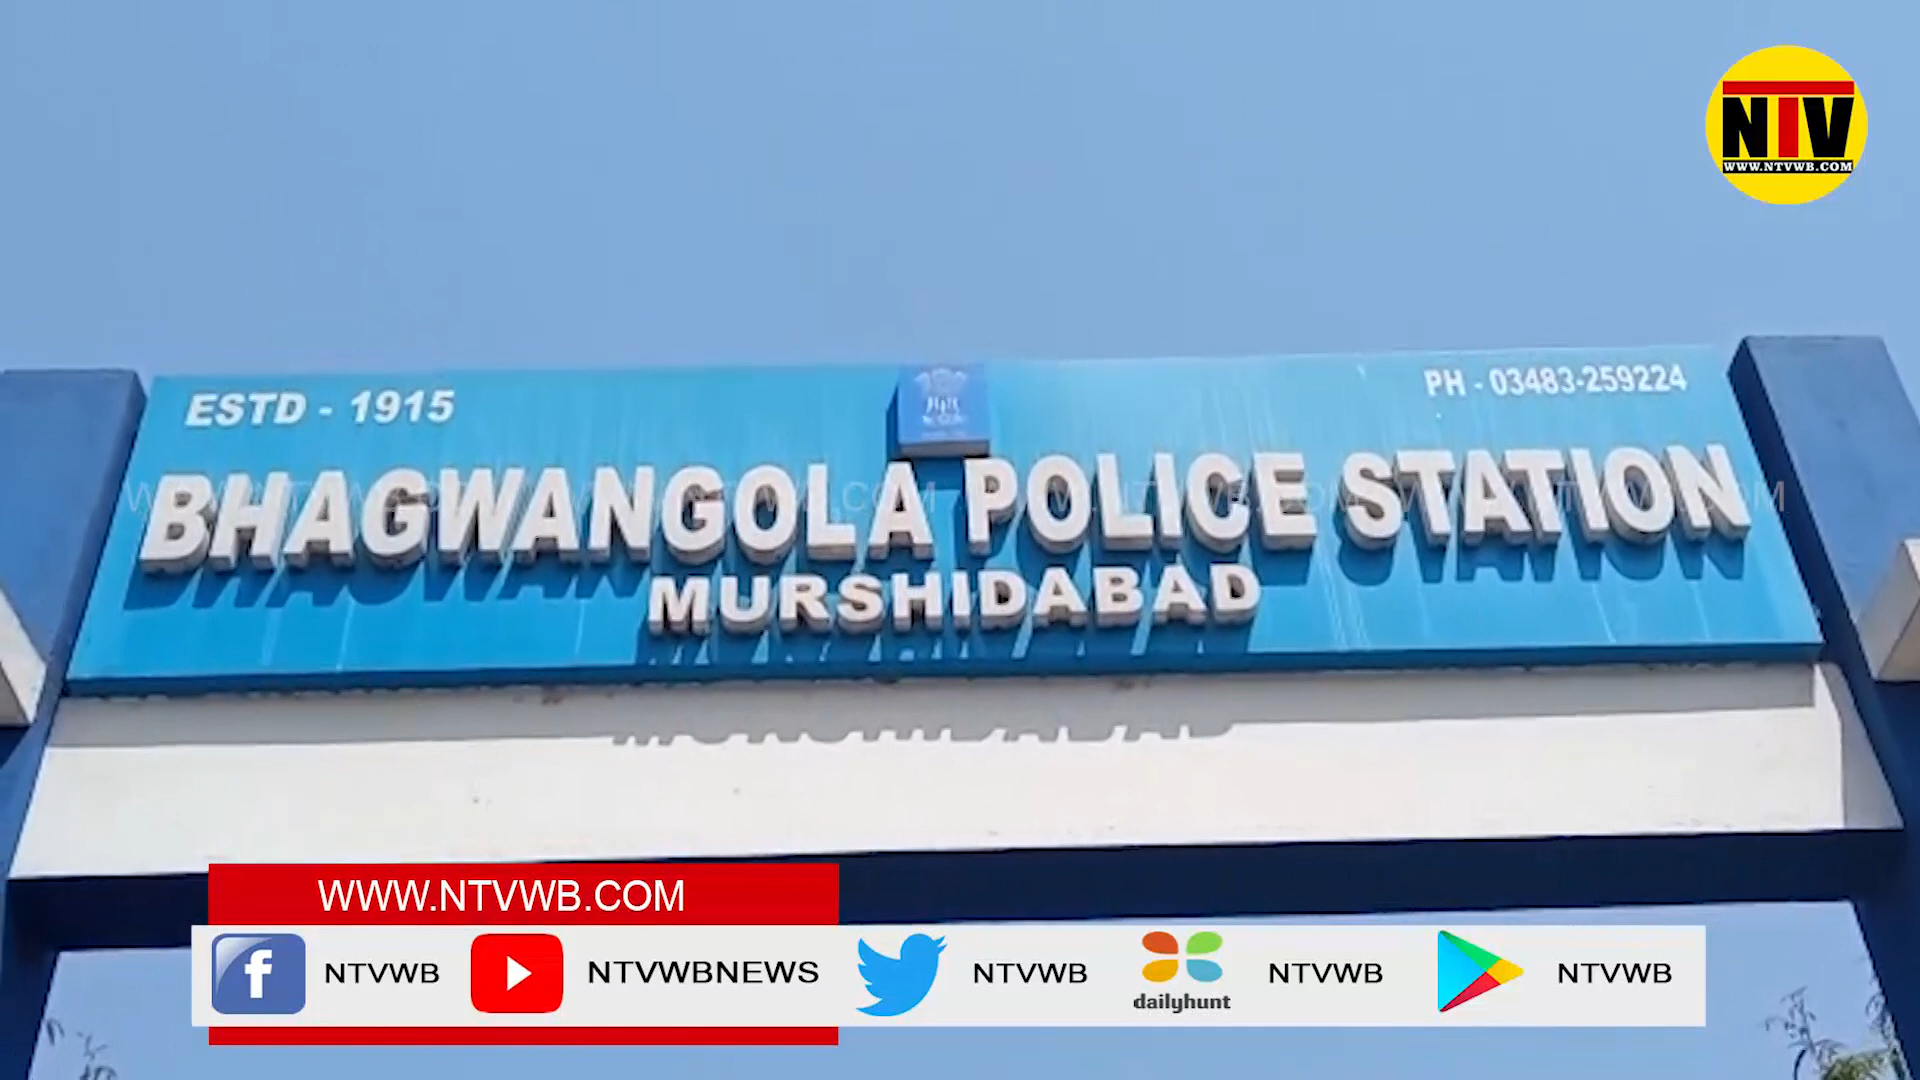 NTV
WWW.NTVWB.COM
ESTD - 1915
PH - 03483-259224
BHAGWANGOLA POLICE STATION
MURSHIDABAD
WWW.NTVWB.COM
NTVWB
NTVWBNEWS
NTVWB
dailyhunt
NTVWB
NTVWB